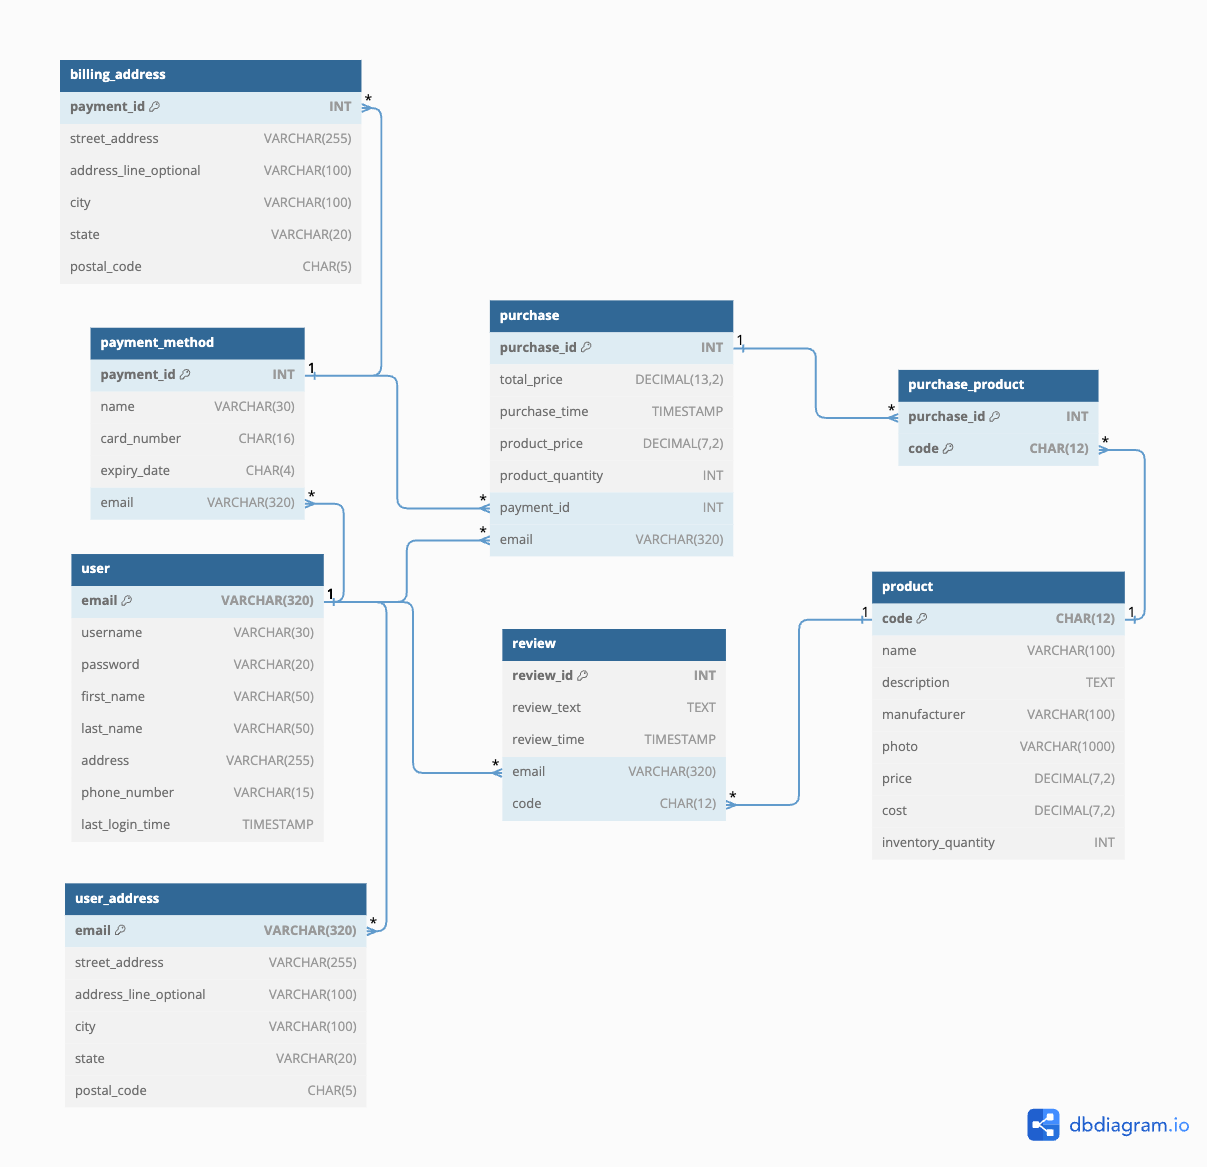 billing_address
payment_id INT
street_address VARCHAR(255)
address_line_optional VARCHAR(100)
city VARCHAR(100)
state VARCHAR(20)
postal_code CHAR(5)
*
payment_method
payment_id INT
name VARCHAR(30)
card_number CHAR(16)
expiry_date CHAR(4)
email VARCHAR(320)
1
*
user
email VARCHAR(320)
username VARCHAR(30)
password VARCHAR(20)
first_name VARCHAR(50)
last_name VARCHAR(50)
address VARCHAR(255)
phone_number VARCHAR(15)
last_login_time TIMESTAMP
1
user_address
email VARCHAR(320)
street_address VARCHAR(255)
address_line_optional VARCHAR(100)
city VARCHAR(100)
state VARCHAR(20)
postal_code CHAR(5)
*
purchase
purchase_id INT
total_price DECIMAL(13,2)
purchase_time TIMESTAMP
product_price DECIMAL(7,2)
product_quantity INT
payment_id INT
email VARCHAR(320)
1
*
*
review
review_id INT
review_text TEXT
review_time TIMESTAMP
email VARCHAR(320)
code CHAR(12)
*
*
purchase_product
purchase_id INT
code CHAR(12)
*
*
product
code CHAR(12)
name VARCHAR(100)
description TEXT
manufacturer VARCHAR(100)
photo VARCHAR(1000)
price DECIMAL(7,2)
cost DECIMAL(7,2)
inventory_quantity INT
1
1
dbdiagram.io